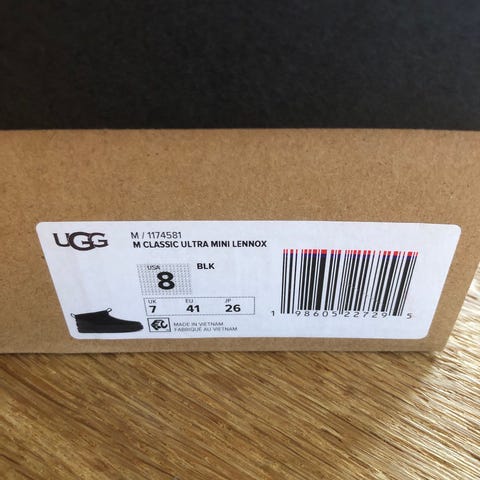 UGG
M / 1174581
M CLASSIC ULTRA MINI LENNOX
USA
8
BLK
UK EU JP
7 41 26
MADE IN VIETNAM
FABRIQUÉ AU VIETNAM
1 98605 22729 5